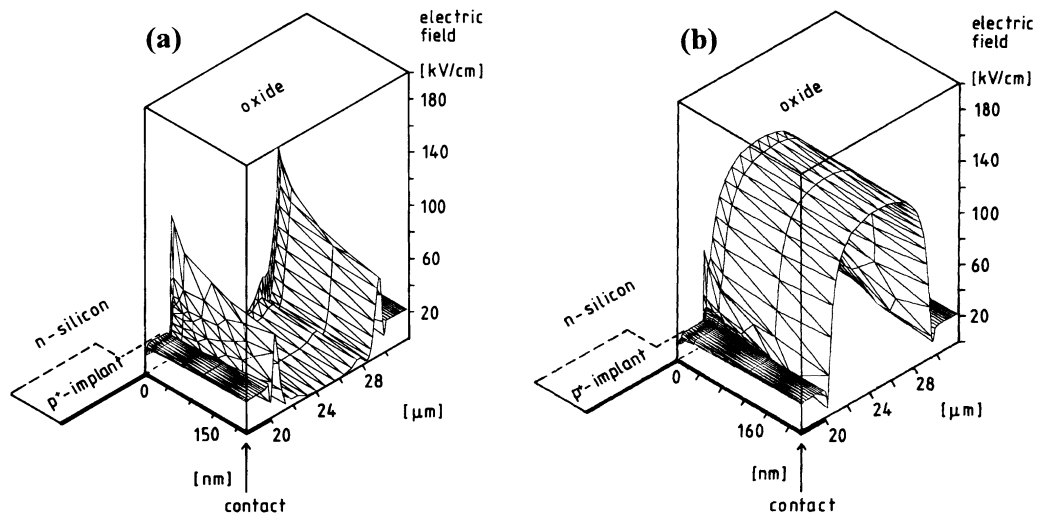 (a)
electric
field
[kV/cm]
oxide
180
140
100
60
20
n-silicon
p⁺-implant
0
150
[nm]
contact
20
24
28
[μm]
(b)
electric
field
[kV/cm]
oxide
180
140
100
60
20
n-silicon
p⁺-implant
0
160
[nm]
contact
20
24
28
[μm]